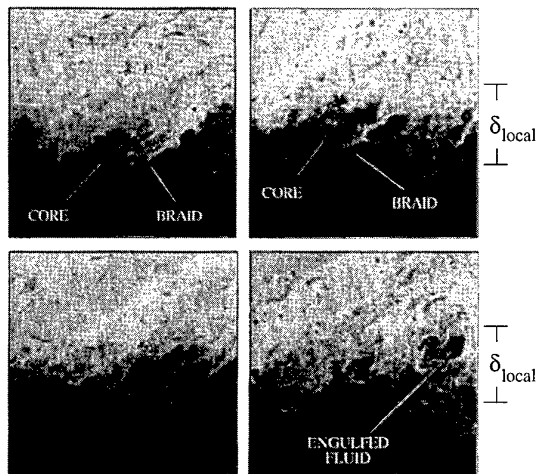 CORE
BRAID
CORE
BRAID
δlocal
ENGULFED
FLUID
δlocal